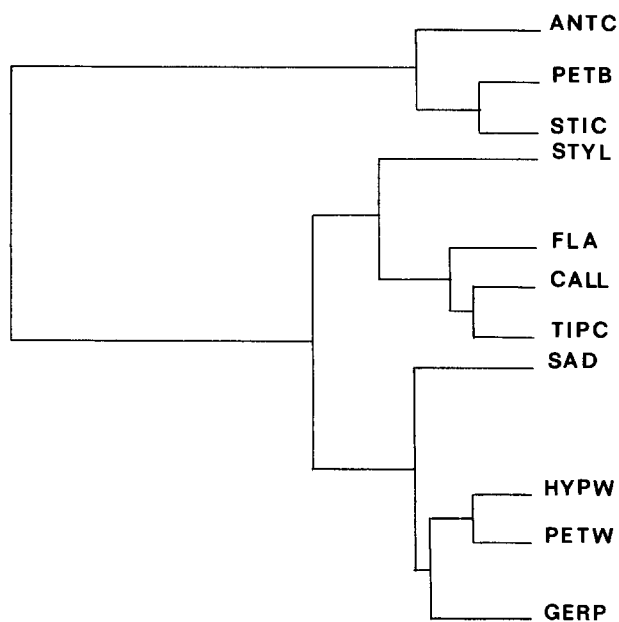 ANTC
PETB
STIC
STYL
FLA
CALL
TIPC
SAD
HYPW
PETW
GERP